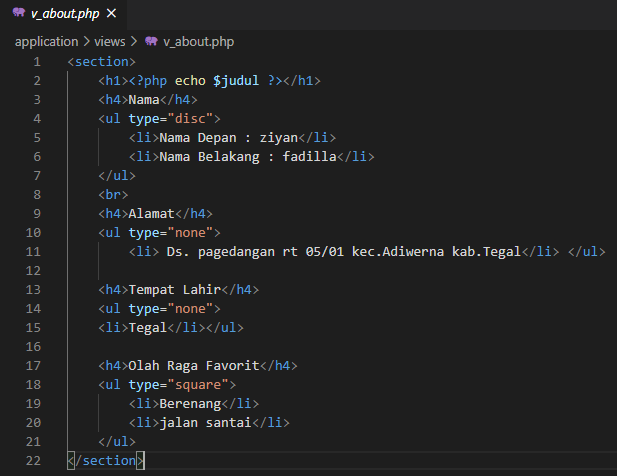 v_about.php ×
application > views > v_about.php
1 <section>
2 <h1><?php echo $judul ?></h1>
3 <h4>Nama</h4>
4 <ul type="disc">
5 <li>Nama Depan : ziyan</li>
6 <li>Nama Belakang : fadilla</li>
7 </ul>
8 <br>
9 <h4>Alamat</h4>
10 <ul type="none">
11 <li> Ds. pagedangan rt 05/01 kec.Adiwerna kab.Tegal</li> </ul>
12
13 <h4>Tempat Lahir</h4>
14 <ul type="none">
15 <li>Tegal</li></ul>
16
17 <h4>Olah Raga Favorit</h4>
18 <ul type="square">
19 <li>Berenang</li>
20 <li>jalan santai</li>
21 </ul>
22 </section>